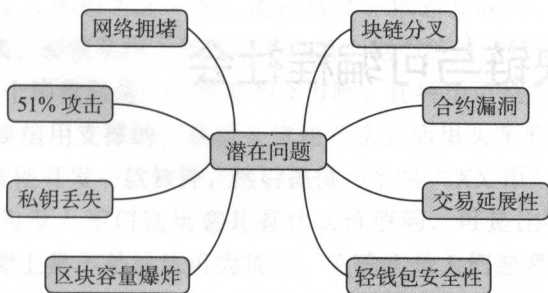 网络拥堵
块链分叉
51% 攻击
合约漏洞
潜在问题
私钥丢失
交易延展性
区块容量爆炸
轻钱包安全性